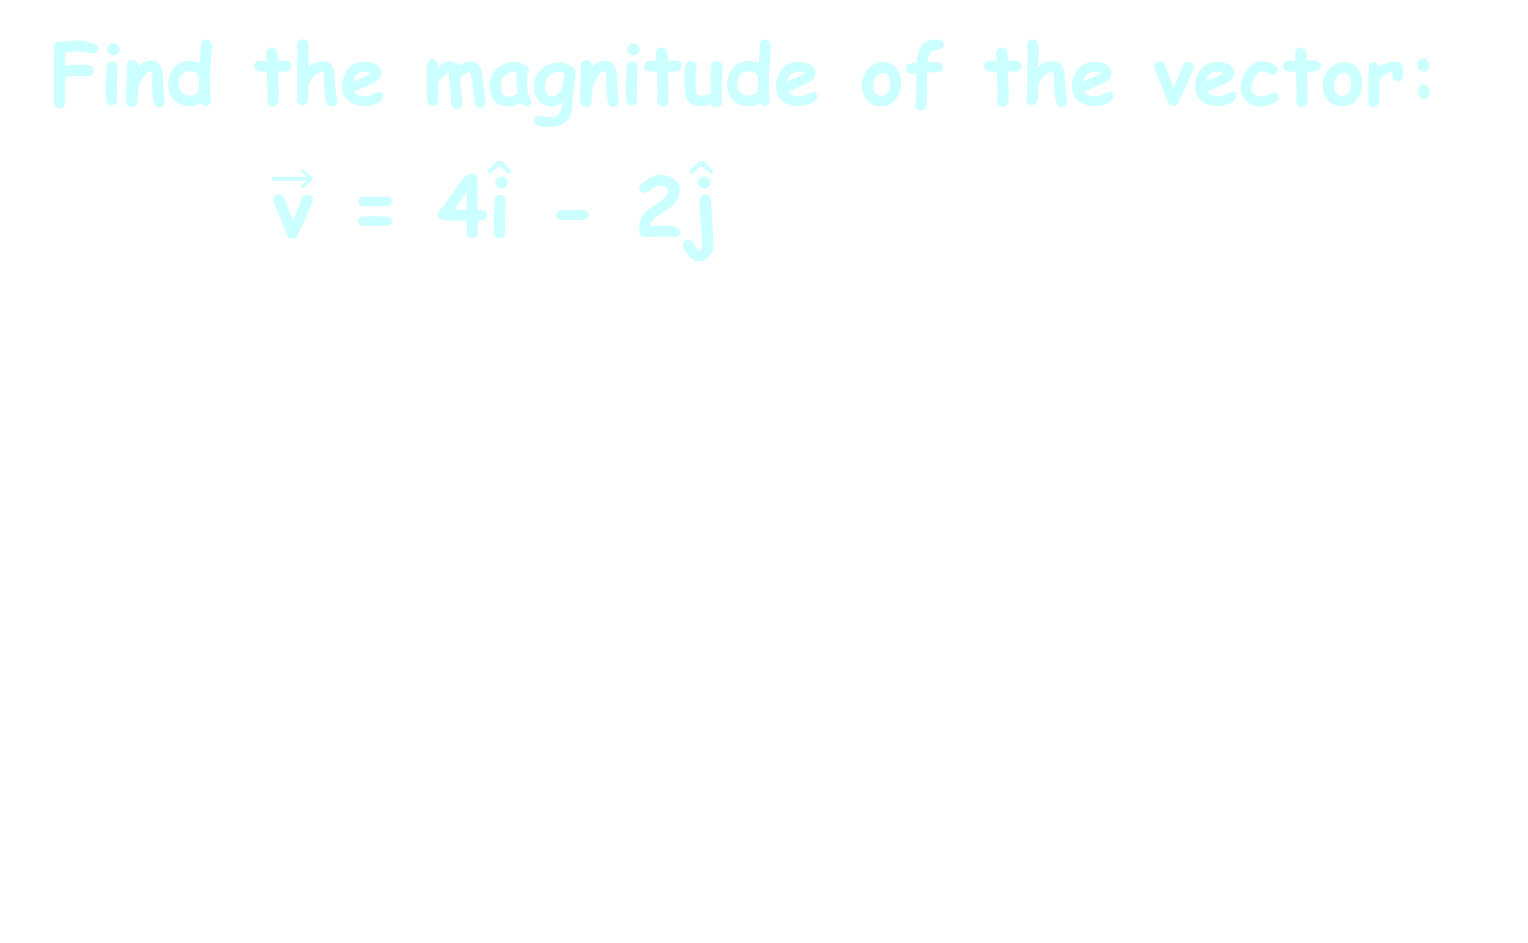 Find the magnitude of the vector:
v⃗ = 4î - 2ĵ